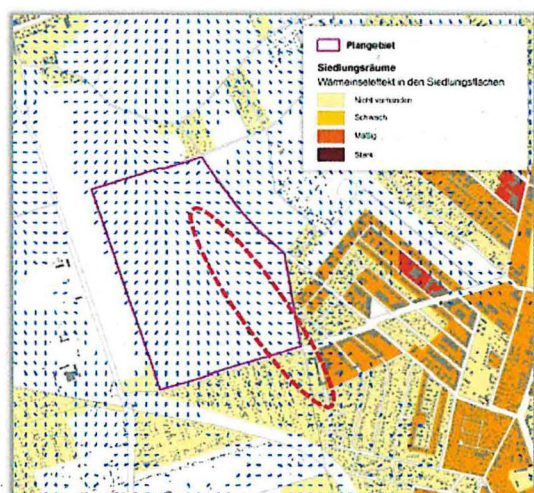 Plangebiet
Siedlungsräume
Wärmeinseleffekt in den Siedlungsflächen
Nicht vorhanden
Schwach
Mäßig
Stark